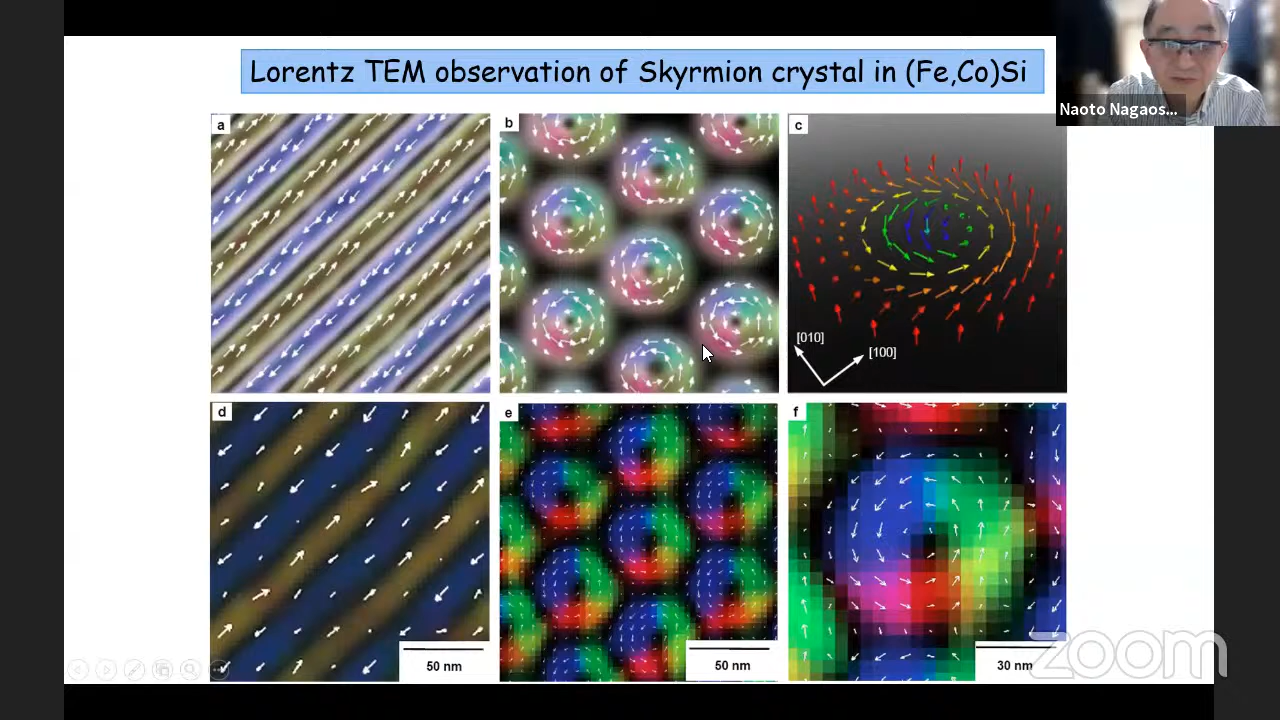 Lorentz TEM observation of Skyrmion crystal in (Fe,Co)Si
Naoto Nagaos...
a
b
c
[010]
[100]
d
e
f
50 nm
50 nm
30 nm
zoom